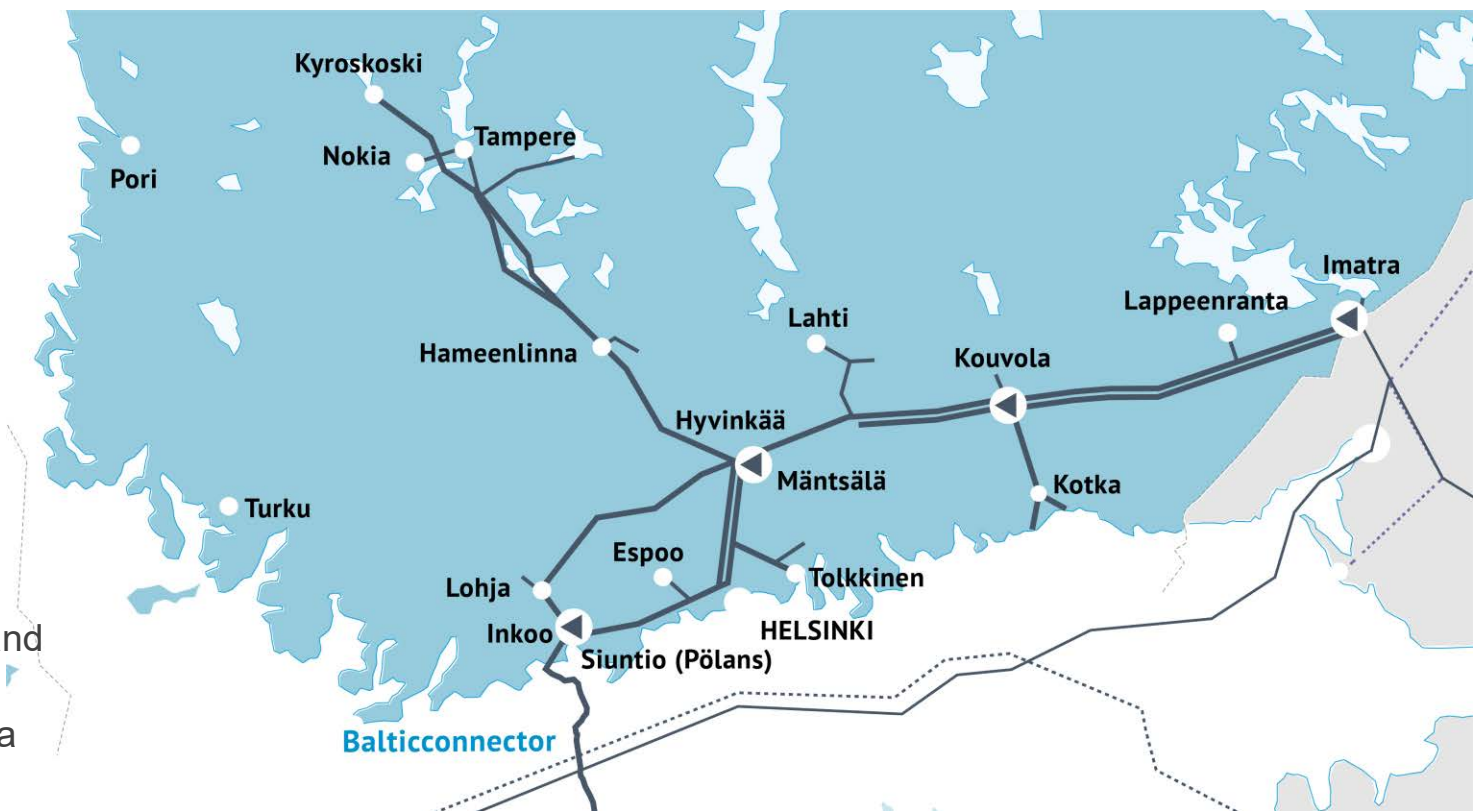 Kyroskoski
Tampere
Nokia
Pori
Imatra
Lappeenranta
Lahti
Hameenlinna
Kouvola
Hyvinkää
Mäntsälä
Kotka
Turku
Espoo
Tolkkinen
Lohja
HELSINKI
Inkoo
Siuntio (Pölans)
Balticconnector